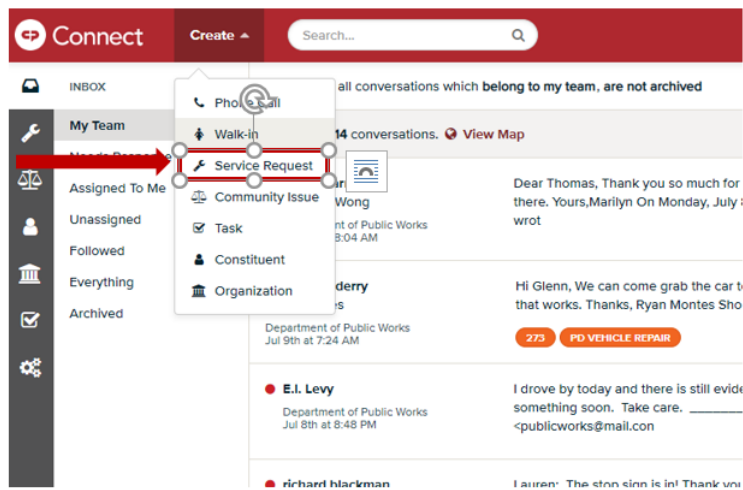 Connect
Create
Search...
INBOX
My Team
Assigned To Me
Unassigned
Followed
Everything
Archived
Phone Call
Walk-in
Service Request
Community Issue
Task
Constituent
Organization
all conversations which belong to my team, are not archived
14 conversations. View Map
Wong
of Public Works
8:04 AM
Dear Thomas, Thank you so much for
there. Yours,Marilyn On Monday, July
wrot
derry
Department of Public Works
Jul 9th at 7:24 AM
Hi Glenn, We can come grab the car
that works. Thanks, Ryan Montes Sho
273 PD VEHICLE REPAIR
E.l. Levy
Department of Public Works
Jul 8th at 8:48 PM
I drove by today and there is still evide
something soon. Take care.
<publicworks@mail.con
richard blackman
Lauren: The stop sign is in! Thank you